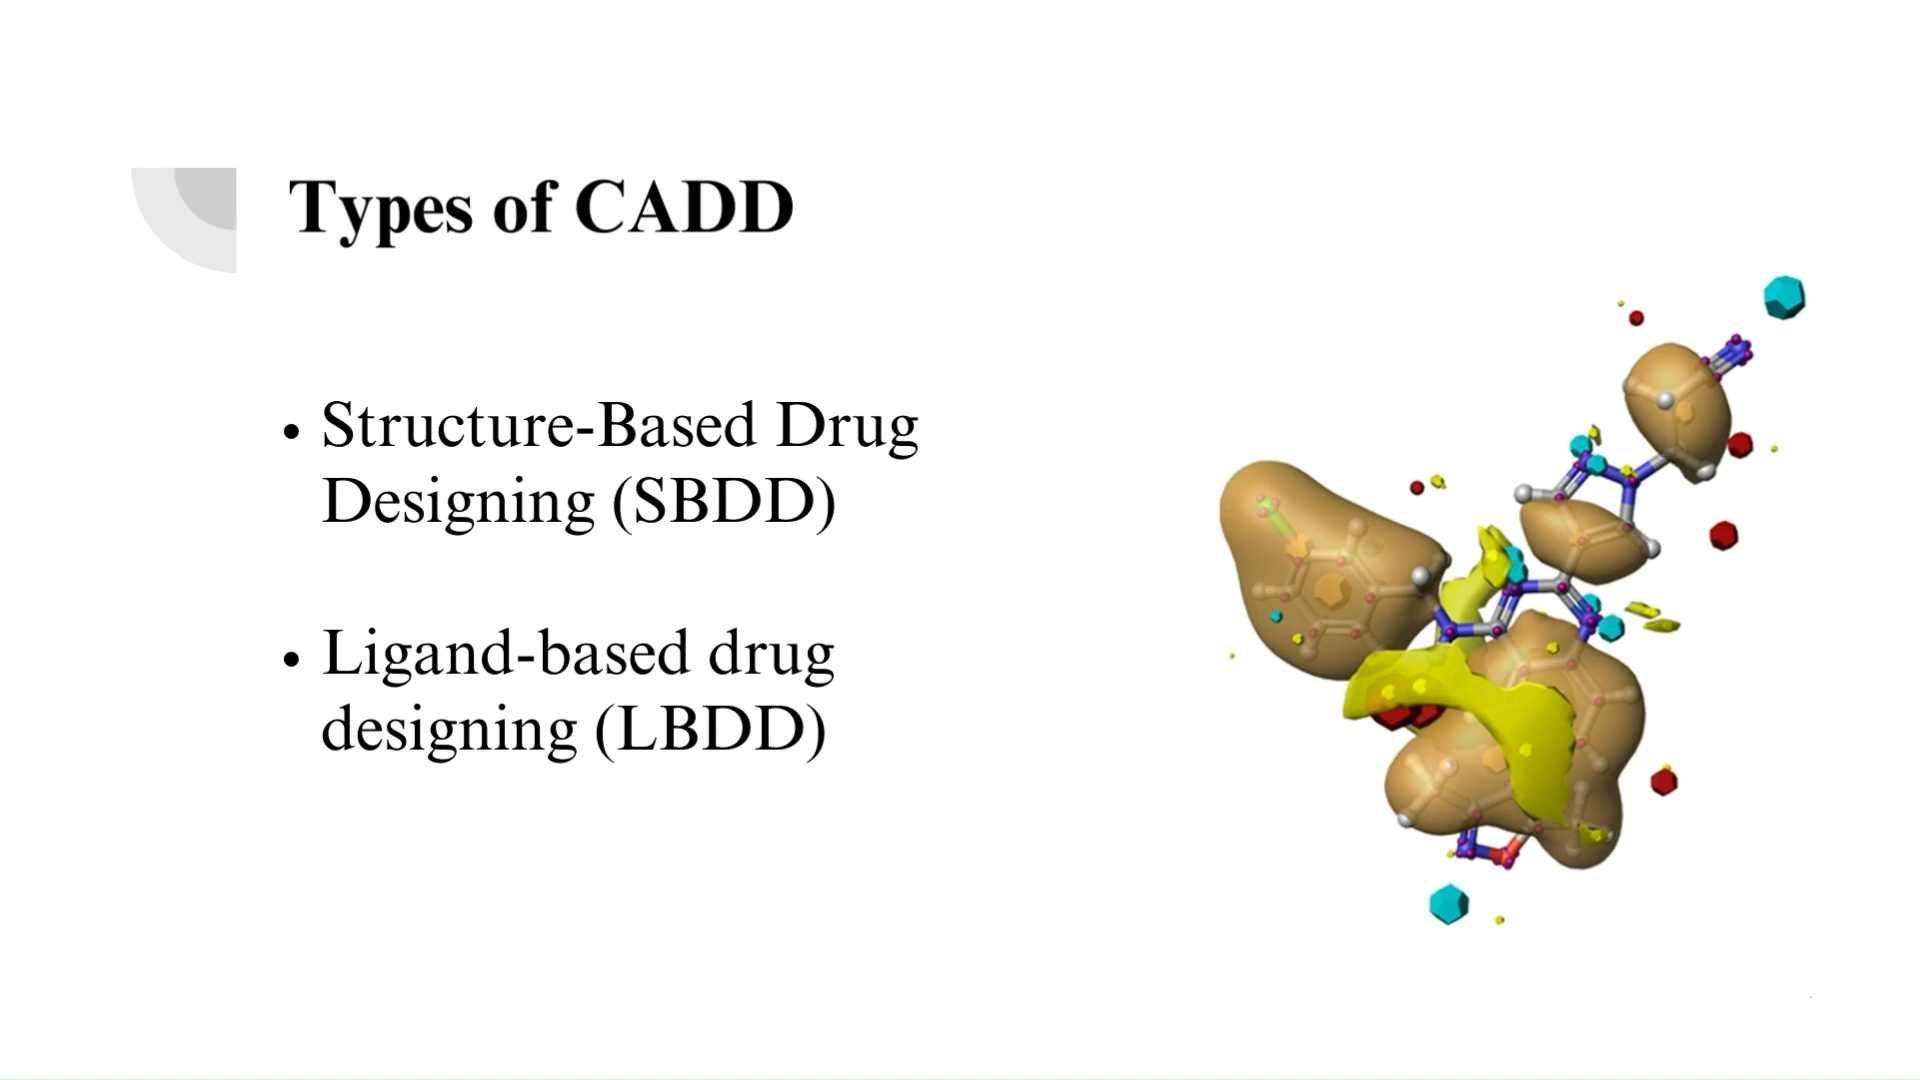 Types of CADD
• Structure-Based Drug
Designing (SBDD)
• Ligand-based drug
designing (LBDD)